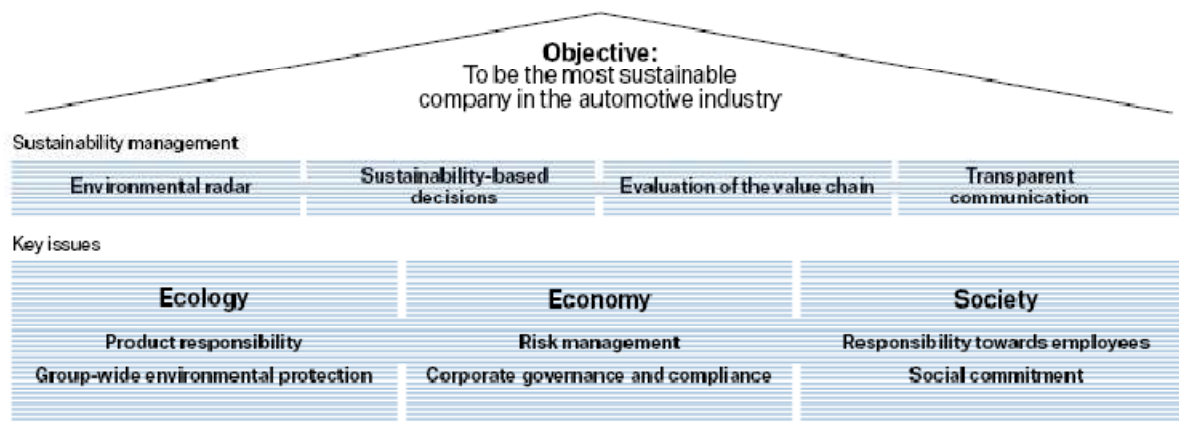 Objective:
To be the most sustainable
company in the automotive industry
Sustainability management
Environmental radar
Sustainability-based
decisions
Evaluation of the value chain
Transparent
communication
Key issues
Ecology
Economy
Society
Product responsibility
Risk management
Responsibility towards employees
Group-wide environmental protection
Corporate governance and compliance
Social commitment